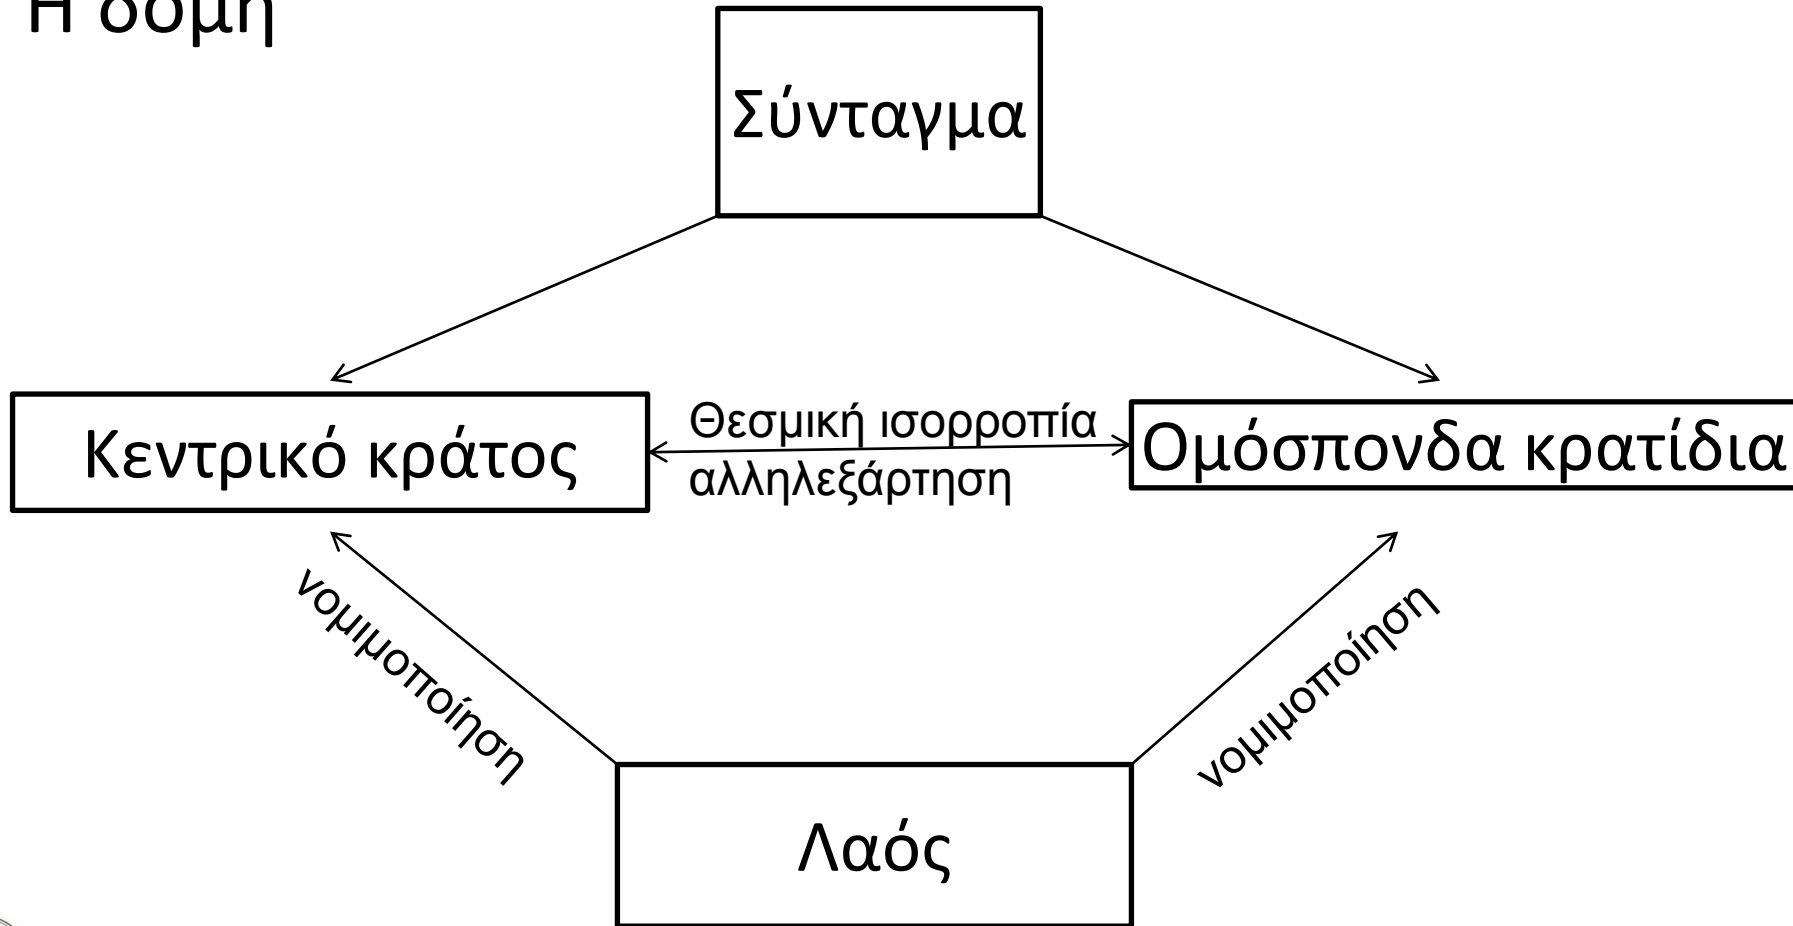 Η δομή
Σύνταγμα
Κεντρικό κράτος
Θεσμική ισορροπία
αλληλεξάρτηση
Ομόσπονδα κρατίδια
νομιμοποίηση
νομιμοποίηση
Λαός